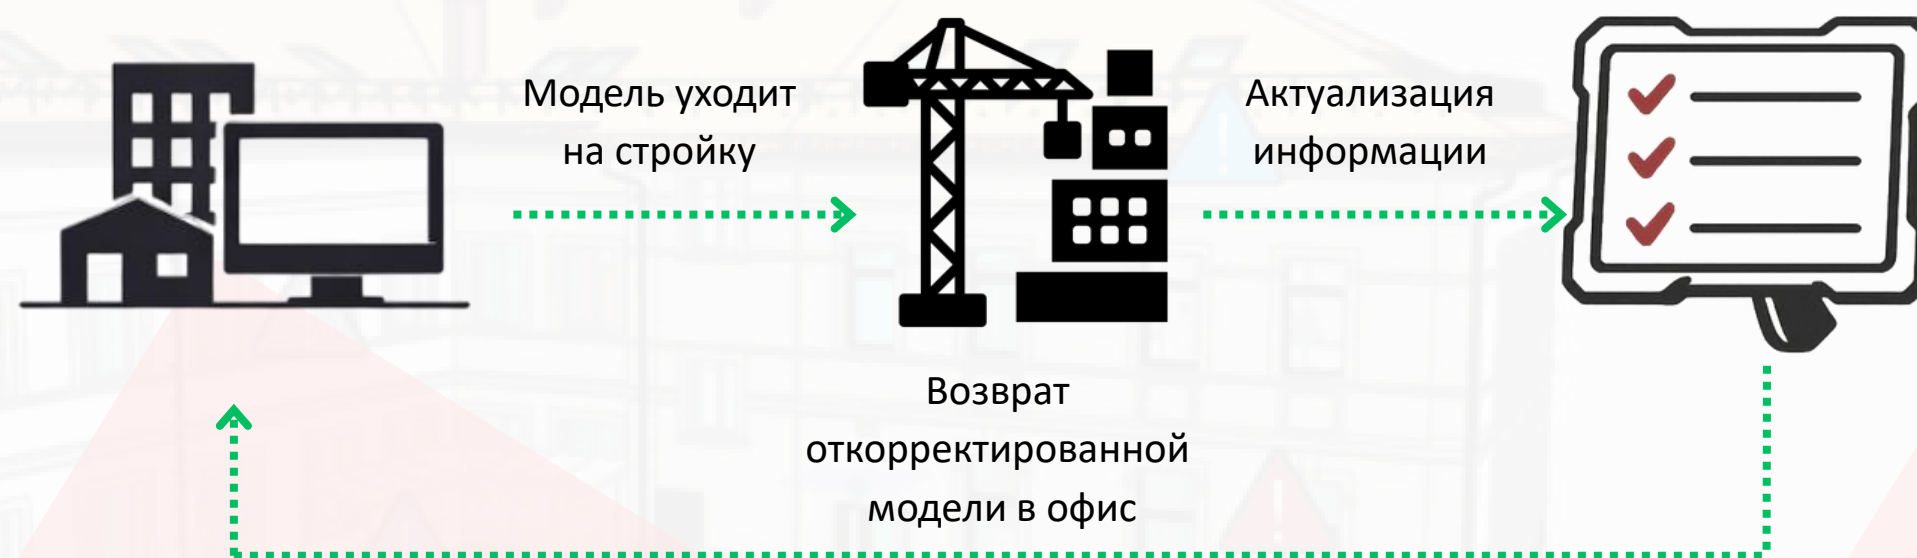 Модель уходит
на стройку
Актуализация
информации
Возврат
откорректированной
модели в офис